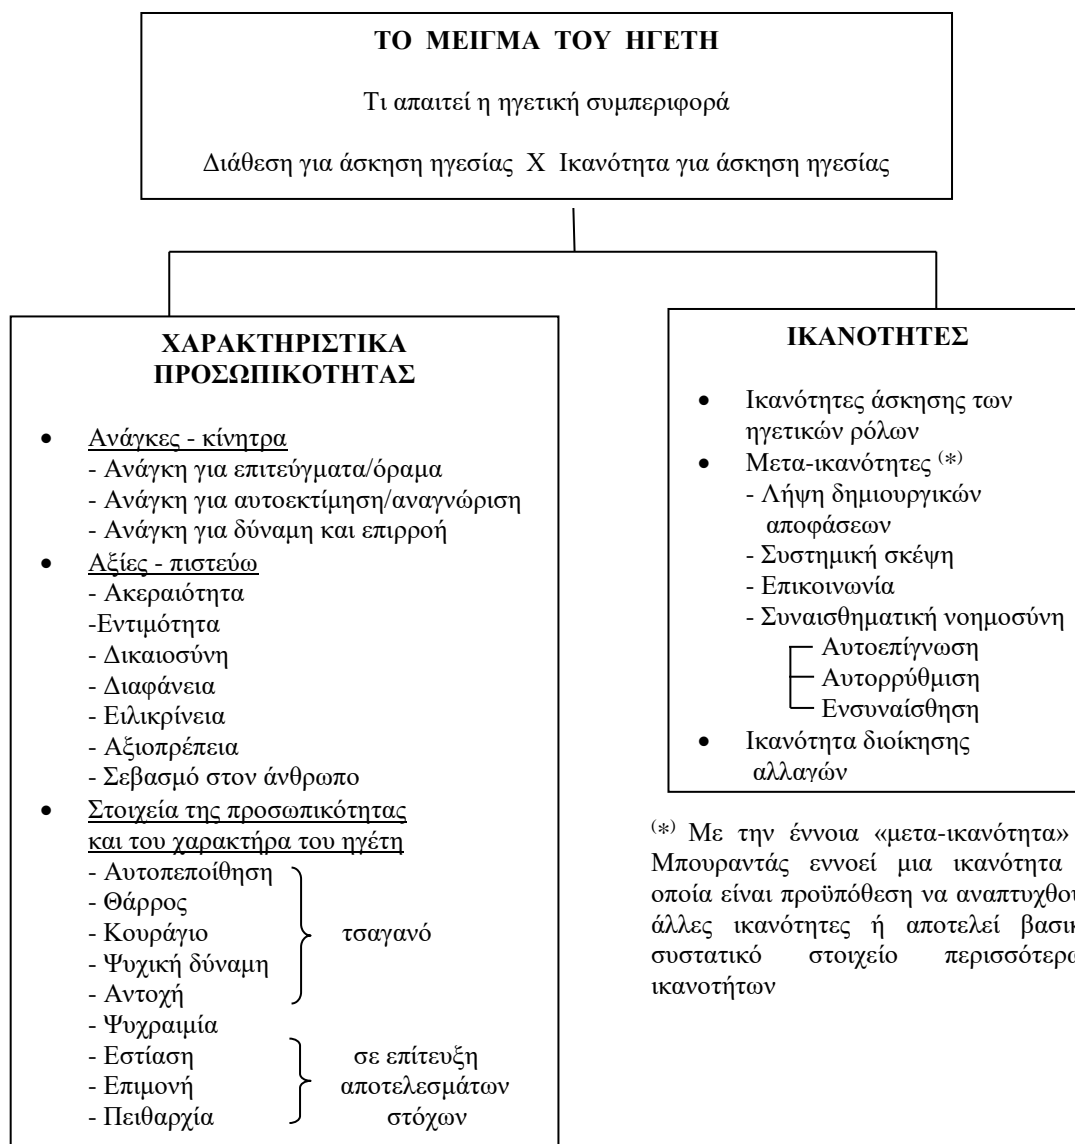 ΤΟ ΜΕΙΓΜΑ ΤΟΥ ΗΓΕΤΗ
Τι απαιτεί η ηγετική συμπεριφορά
Διάθεση για άσκηση ηγεσίας Χ Ικανότητα για άσκηση ηγεσίας
ΧΑΡΑΚΤΗΡΙΣΤΙΚΑ
ΠΡΟΣΩΠΙΚΟΤΗΤΑΣ
• Ανάγκες - κίνητρα
- Ανάγκη για επιτεύγματα/όραμα
- Ανάγκη για αυτοεκτίμηση/αναγνώριση
- Ανάγκη για δύναμη και επιρροή
• Αξίες - πιστεύω
- Ακεραιότητα
-Εντιμότητα
- Δικαιοσύνη
- Διαφάνεια
- Ειλικρίνεια
- Αξιοπρέπεια
- Σεβασμό στον άνθρωπο
• Στοιχεία της προσωπικότητας
και του χαρακτήρα του ηγέτη
- Αυτοπεποίθηση
- Θάρρος
- Κουράγιο τσαγανό
- Ψυχική δύναμη
- Αντοχή
- Ψυχραιμία
- Εστίαση σε επίτευξη
- Επιμονή αποτελεσμάτων
- Πειθαρχία στόχων
ΙΚΑΝΟΤΗΤΕΣ
• Ικανότητες άσκησης των
ηγετικών ρόλων
• Μετα-ικανότητες (*)
- Λήψη δημιουργικών
αποφάσεων
- Συστημική σκέψη
- Επικοινωνία
- Συναισθηματική νοημοσύνη
Αυτοεπίγνωση
Αυτορρύθμιση
Ενσυναίσθηση
• Ικανότητα διοίκησης
αλλαγών
(*) Με την έννοια «μετα-ικανότητα»
Μπουραντάς εννοεί μια ικανότητα
οποία είναι προϋπόθεση να
άλλες ικανότητες ή αποτελεί
συστατικό στοιχείο
ικανοτήτων